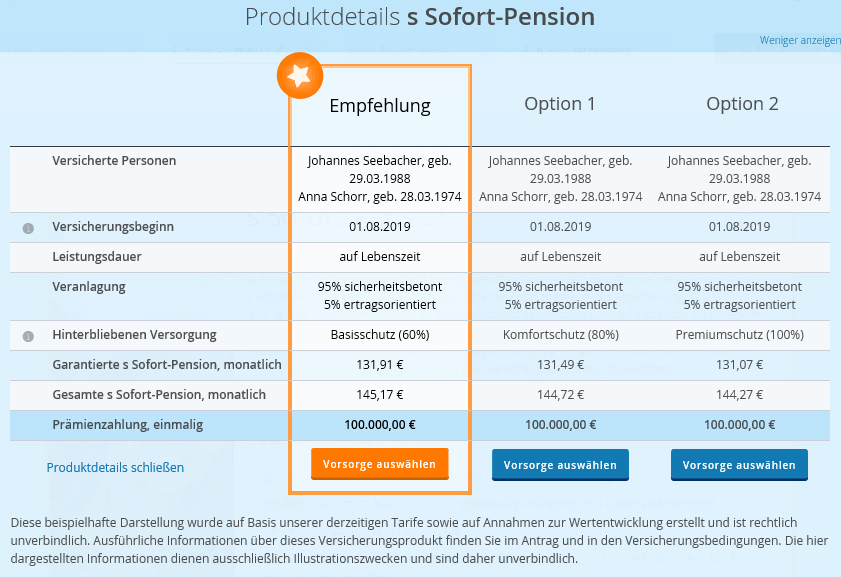 Produktdetails s Sofort-Pension
Weniger anzeigen
Empfehlung
Option 1
Option 2
Versicherte Personen
Johannes Seebacher, geb.
29.03.1988
Anna Schorr, geb. 28.03.1974
Johannes Seebacher, geb.
29.03.1988
Anna Schorr, geb. 28.03.1974
Johannes Seebacher, geb.
29.03.1988
Anna Schorr, geb. 28.03.1974
Versicherungsbeginn
01.08.2019
01.08.2019
01.08.2019
Leistungsdauer
auf Lebenszeit
auf Lebenszeit
auf Lebenszeit
Veranlagung
95% sicherheitsbetont
5% ertragsorientiert
95% sicherheitsbetont
5% ertragsorientiert
95% sicherheitsbetont
5% ertragsorientiert
Hinterbliebenen Versorgung
Basisschutz (60%)
Komfortschutz (80%)
Premiumschutz (100%)
Garantierte s Sofort-Pension, monatlich
131,91 €
131,49 €
131,07 €
Gesamte s Sofort-Pension, monatlich
145,17 €
144,72 €
144,27 €
Prämienzahlung, einmalig
100.000,00 €
100.000,00 €
100.000,00 €
Produktdetails schließen
Vorsorge auswählen
Vorsorge auswählen
Vorsorge auswählen
Diese beispielhafte Darstellung wurde auf Basis unserer derzeitigen Tarife sowie auf Annahmen zur Wertentwicklung erstellt und ist rechtlich
unverbindlich. Ausführliche Informationen über dieses Versicherungsprodukt finden Sie im Antrag und in den Versicherungsbedingungen. Die hier
dargestellten Informationen dienen ausschließlich Illustrationszwecken und sind daher unverbindlich.